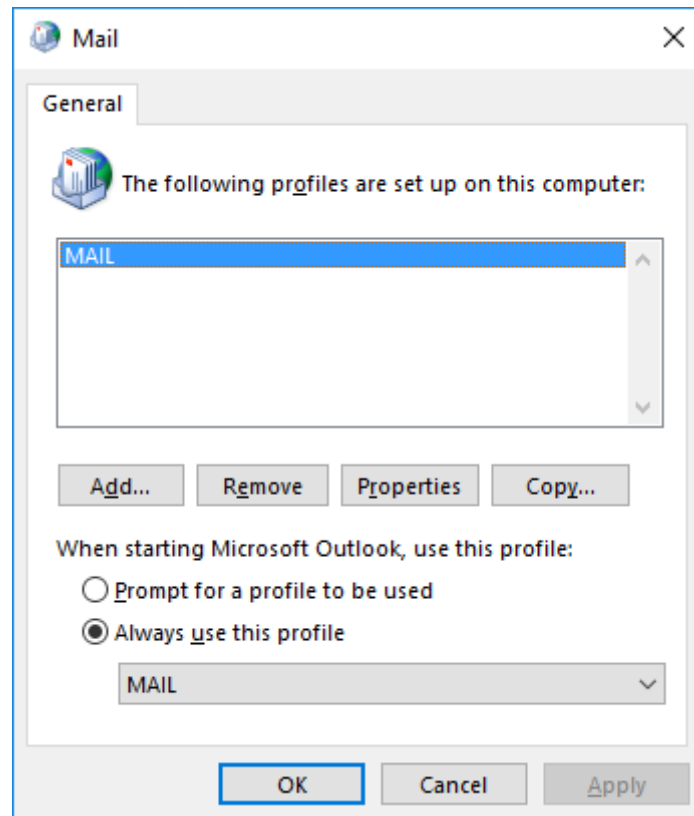 Mail
General
The following profiles are set up on this computer:
MAIL
Add... Remove Properties Copy...
When starting Microsoft Outlook, use this profile:
Prompt for a profile to be used
Always use this profile
MAIL
OK Cancel Apply